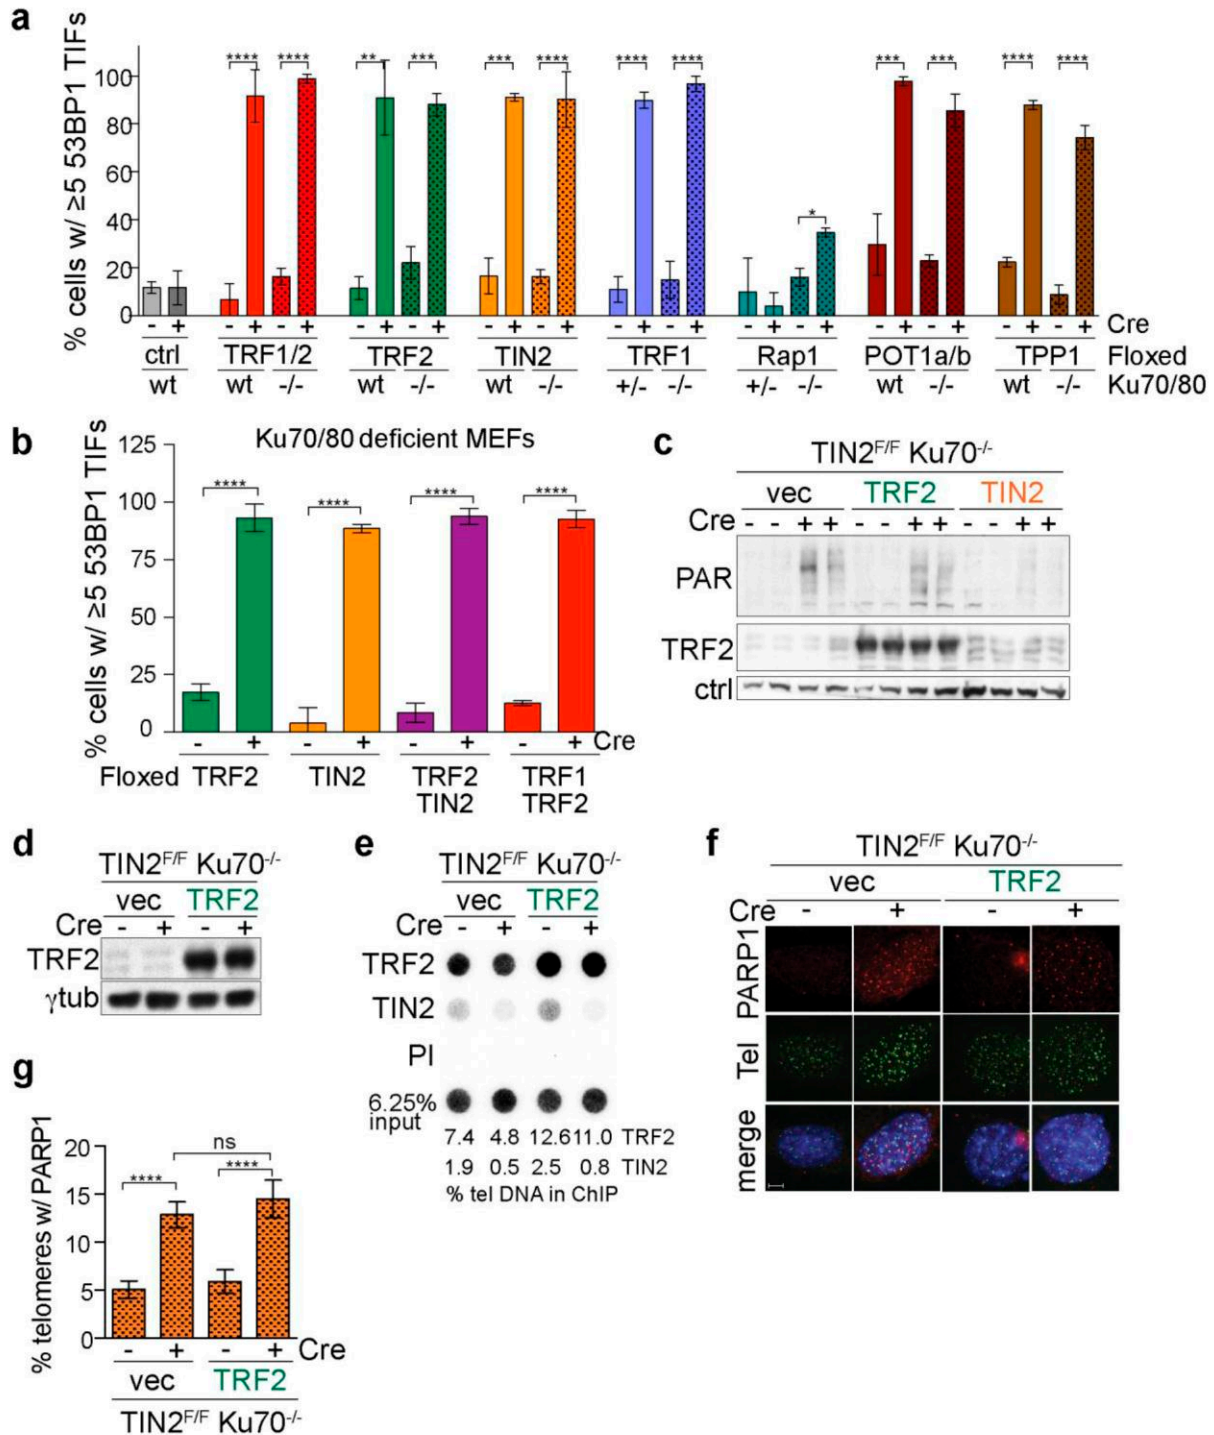 a
% cells w/ ≥5 53BP1 TIFs
100
80
60
40
20
0
**** **** ** *** *** **** **** **** * *** *** **** ****
- + - + - + - + - + - + - + - + - + - + - + - + - + - + - + Cre
ctrl TRF1/2 TRF2 TIN2 TRF1 Rap1 POT1a/b TPP1 Floxed
wt wt -/- wt -/- wt -/- +/- -/- +/- -/- wt -/- wt -/- Ku70/80
b
Ku70/80 deficient MEFs
% cells w/ ≥5 53BP1 TIFs
125
100
75
50
25
0
**** **** **** ****
- + - + - + - + Cre
Floxed TRF2 TIN2 TRF2 TRF1
TIN2 TRF2
c
TIN2F/F Ku70-/-
vec TRF2 TIN2
Cre - - + + - - + + - - + +
PAR
TRF2
ctrl
d
TIN2F/F Ku70-/-
vec TRF2
Cre - + - +
TRF2
γtub
e
TIN2F/F Ku70-/-
vec TRF2
Cre - + - +
TRF2
TIN2
PI
6.25%
input
7.4 4.8 12.6 11.0 TRF2
1.9 0.5 2.5 0.8 TIN2
% tel DNA in ChIP
f
TIN2F/F Ku70-/-
vec TRF2
Cre - + - +
PARP1
Tel
merge
g
% telomeres w/ PARP1
20
15
10
5
0
ns
**** ****
- + - + Cre
vec TRF2
TIN2F/F Ku70-/-